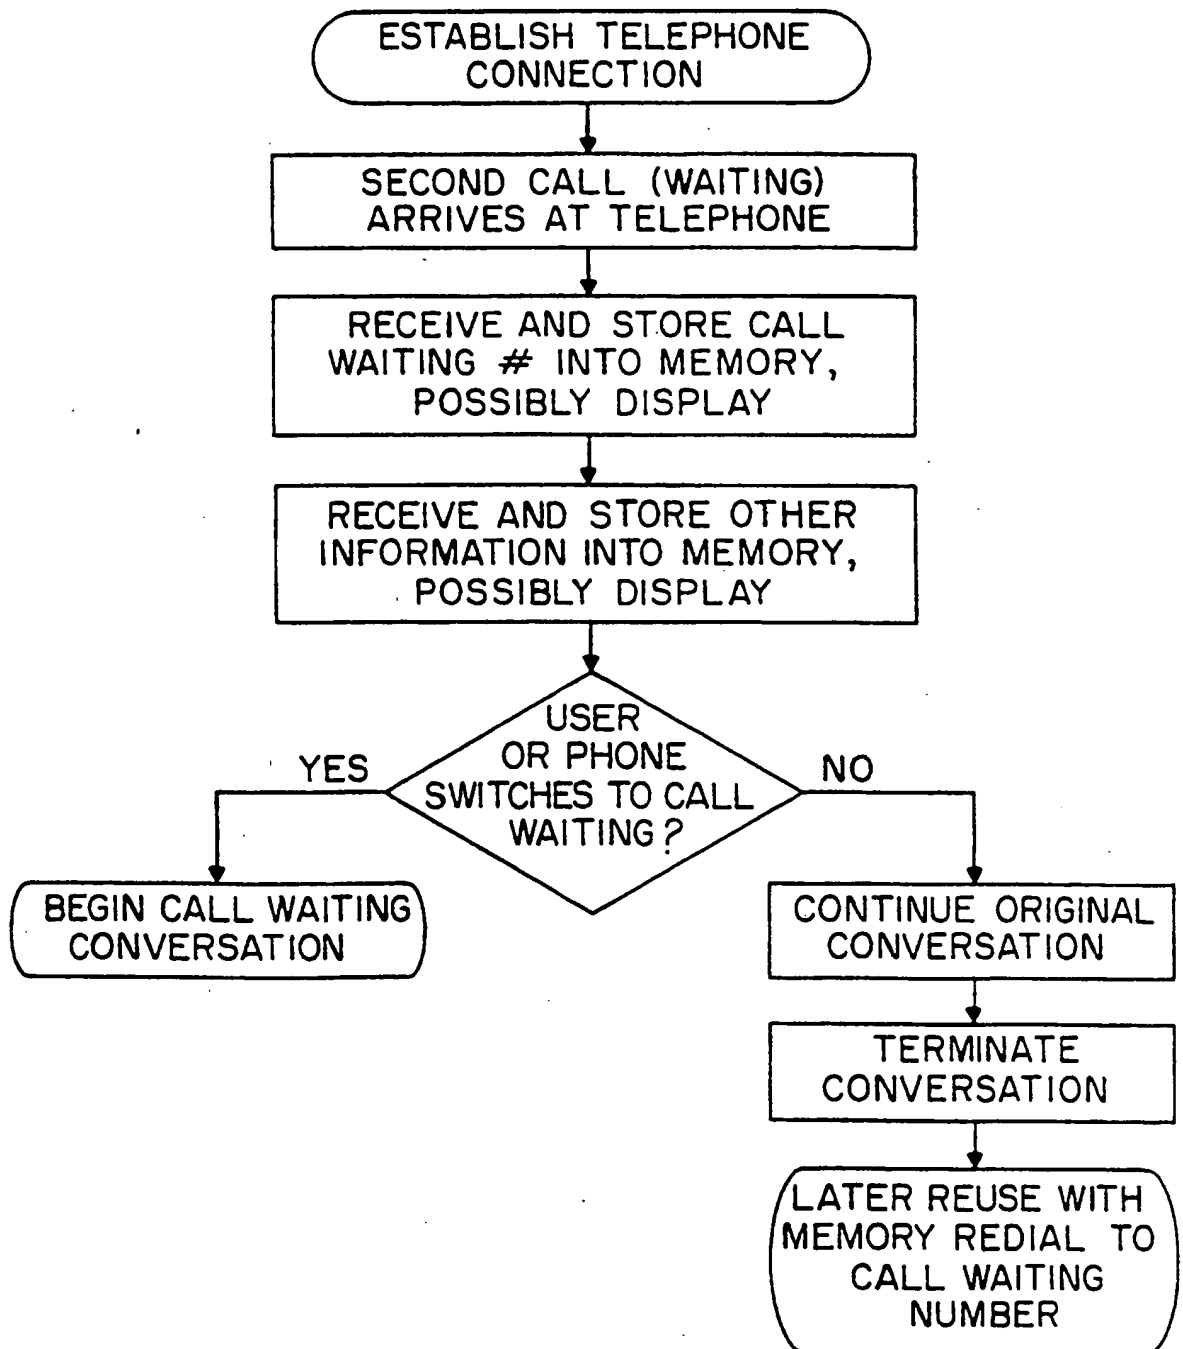 ESTABLISH TELEPHONE
CONNECTION
SECOND CALL (WAITING)
ARRIVES AT TELEPHONE
RECEIVE AND STORE CALL
WAITING # INTO MEMORY,
POSSIBLY DISPLAY
RECEIVE AND STORE OTHER
INFORMATION INTO MEMORY,
POSSIBLY DISPLAY
USER
OR PHONE
SWITCHES TO CALL
WAITING?
YES
NO
BEGIN CALL WAITING
CONVERSATION
CONTINUE ORIGINAL
CONVERSATION
TERMINATE
CONVERSATION
LATER REUSE WITH
MEMORY REDIAL TO
CALL WAITING
NUMBER